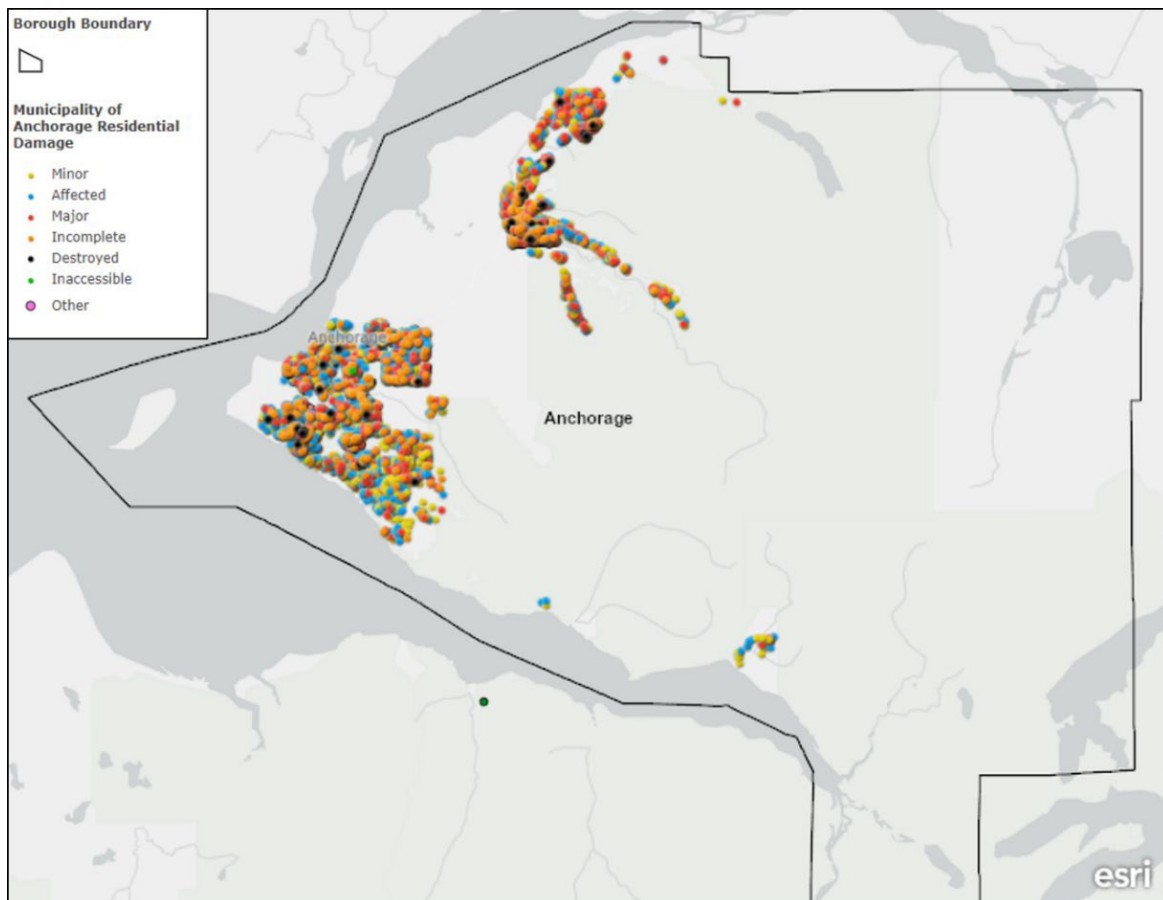 Borough Boundary
Municipality of
Anchorage Residential
Damage
Minor
Affected
Major
Incomplete
Destroyed
Inaccessible
Other
Anchorage
Anchorage
esri